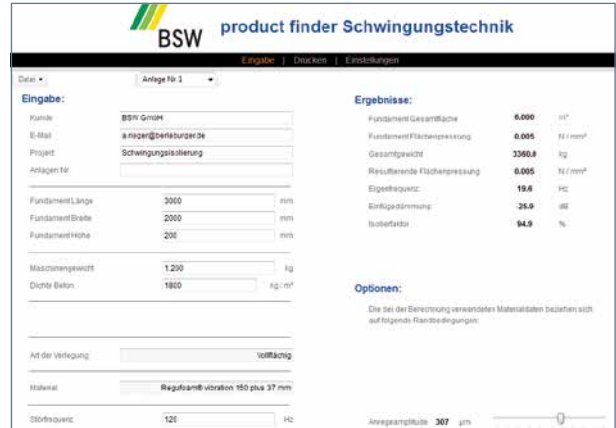 BSW
product finder Schwingungstechnik
Eingabe | Drucken | Einstellungen
Datei
Anlage Nr. 1
Eingabe:
Kunde BSW GmbH
E-Mail a.rieger@berleburger.de
Projekt Schwingungsisolierung
Anlagen Nr
Fundament Länge 3000 mm
Fundament Breite 2000 mm
Fundament Höhe 200 mm
Maschinengewicht 1.200 kg
Dichte Beton 1800 kg / m³
Art der Verlegung Vollflächig
Material Regufoam® vibration 150 plus 37 mm
Störfrequenz Hz
Ergebnisse:
Fundament Gesamtfläche 6.000 m²
Fundament Flächenpressung 0.005 N / mm²
Gesamtgewicht kg
Resultierende Flächenpressung 0.005 N / mm²
Eigenfrequenz 19.6 Hz
Einfügedämmung -25.9 dB
Isolierfaktor 94.9 %
Optionen:
Die bei der Berechnung verwendeten Materialdaten beziehen sich
auf folgende Randbedingungen:
Anregeamplitude 307 µm